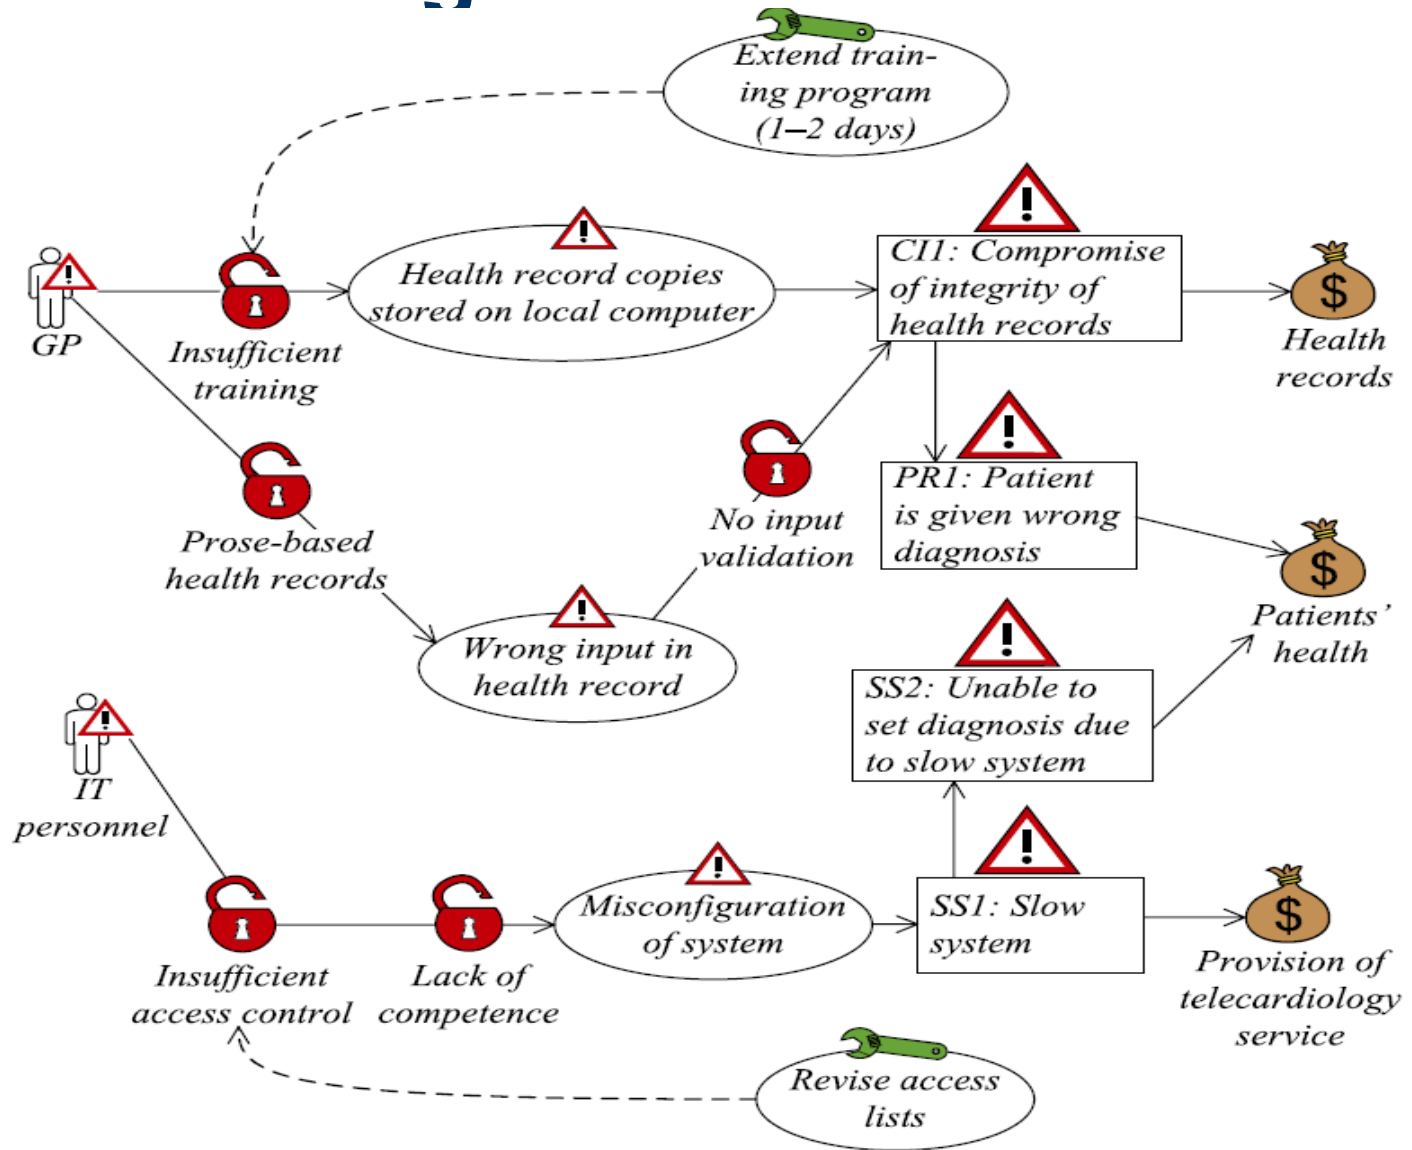 Extend train-
ing program
(1–2 days)
GP
Insufficient
training
Health record copies
stored on local computer
CI1: Compromise
of integrity of
health records
Health
records
Prose-based
health records
No input
validation
PR1: Patient
is given wrong
diagnosis
Patients’
health
Wrong input in
health record
SS2: Unable to
set diagnosis due
to slow system
IT
personnel
Insufficient
access control
Lack of
competence
Misconfiguration
of system
SS1: Slow
system
$
$
$
Provision of
telecardiology
service
Revise access
lists